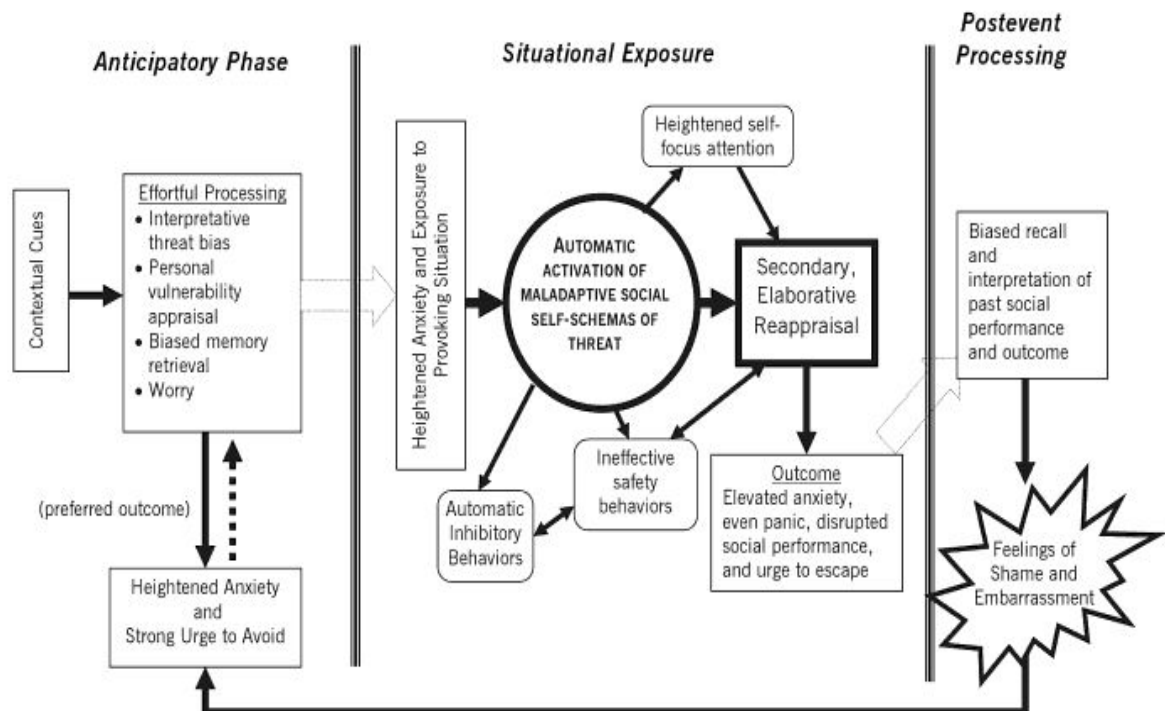 Anticipatory Phase
Situational Exposure
Postevent
Processing
Contextual Cues
Effortful Processing
• Interpretative
threat bias
• Personal
vulnerability
appraisal
• Biased memory
retrieval
• Worry
(preferred outcome)
Heightened Anxiety
and
Strong Urge to Avoid
Heightened Anxiety and Exposure to
Provoking Situation
Heightened self-
focus attention
AUTOMATIC
ACTIVATION OF
MALADAPTIVE SOCIAL
SELF-SCHEMAS OF
THREAT
Secondary,
Elaborative
Reappraisal
Automatic
Inhibitory
Behaviors
Ineffective
safety
behaviors
Outcome
Elevated anxiety,
even panic, disrupted
social performance,
and urge to escape
Biased recall
and
interpretation of
past social
performance
and outcome
Feelings of
Shame and
Embarrassment